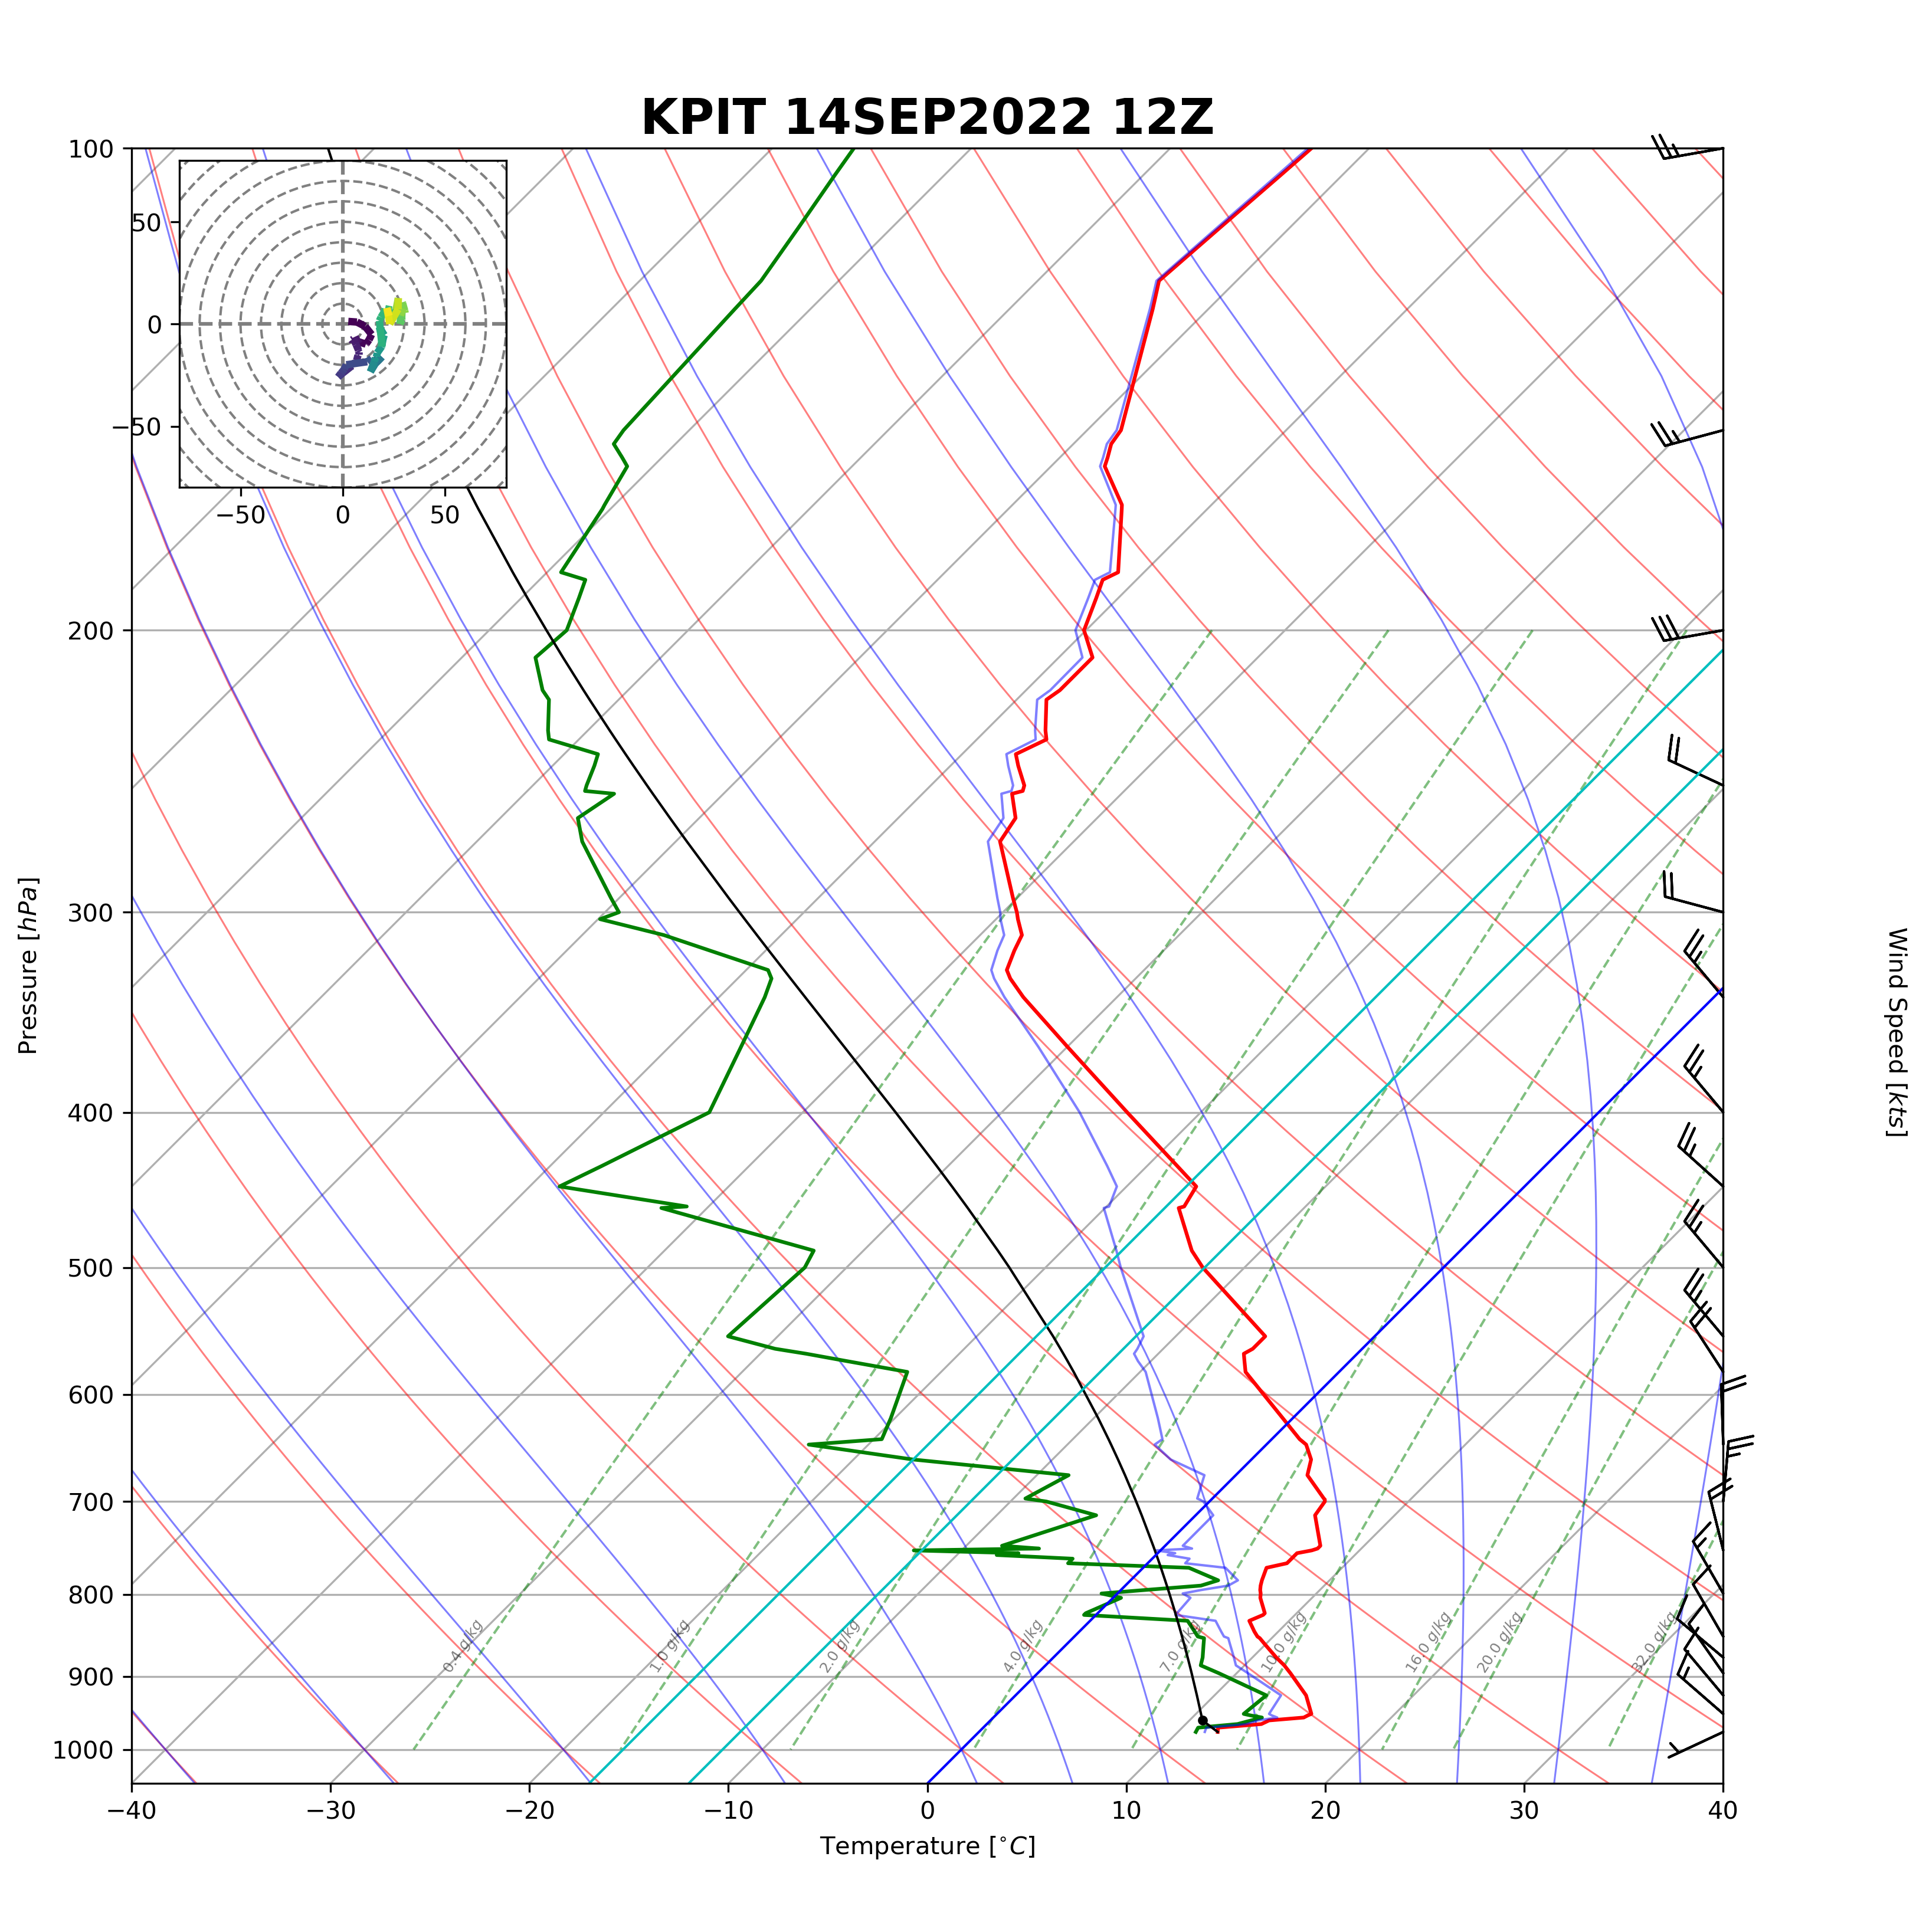 KPIT 14SEP2022 12Z
100
200
300
400
500
600
700
800
900
1000
Pressure [hPa]
50
0
−50
−50 0 50
0.4 g/kg
1.0 g/kg
2.0 g/kg
4.0 g/kg
7.0 g/kg
10.0 g/kg
16.0 g/kg
20.0 g/kg
32.0 g/kg
−40 −30 −20 −10 0 10 20 30 40
Temperature [°C]
Wind Speed [kts]